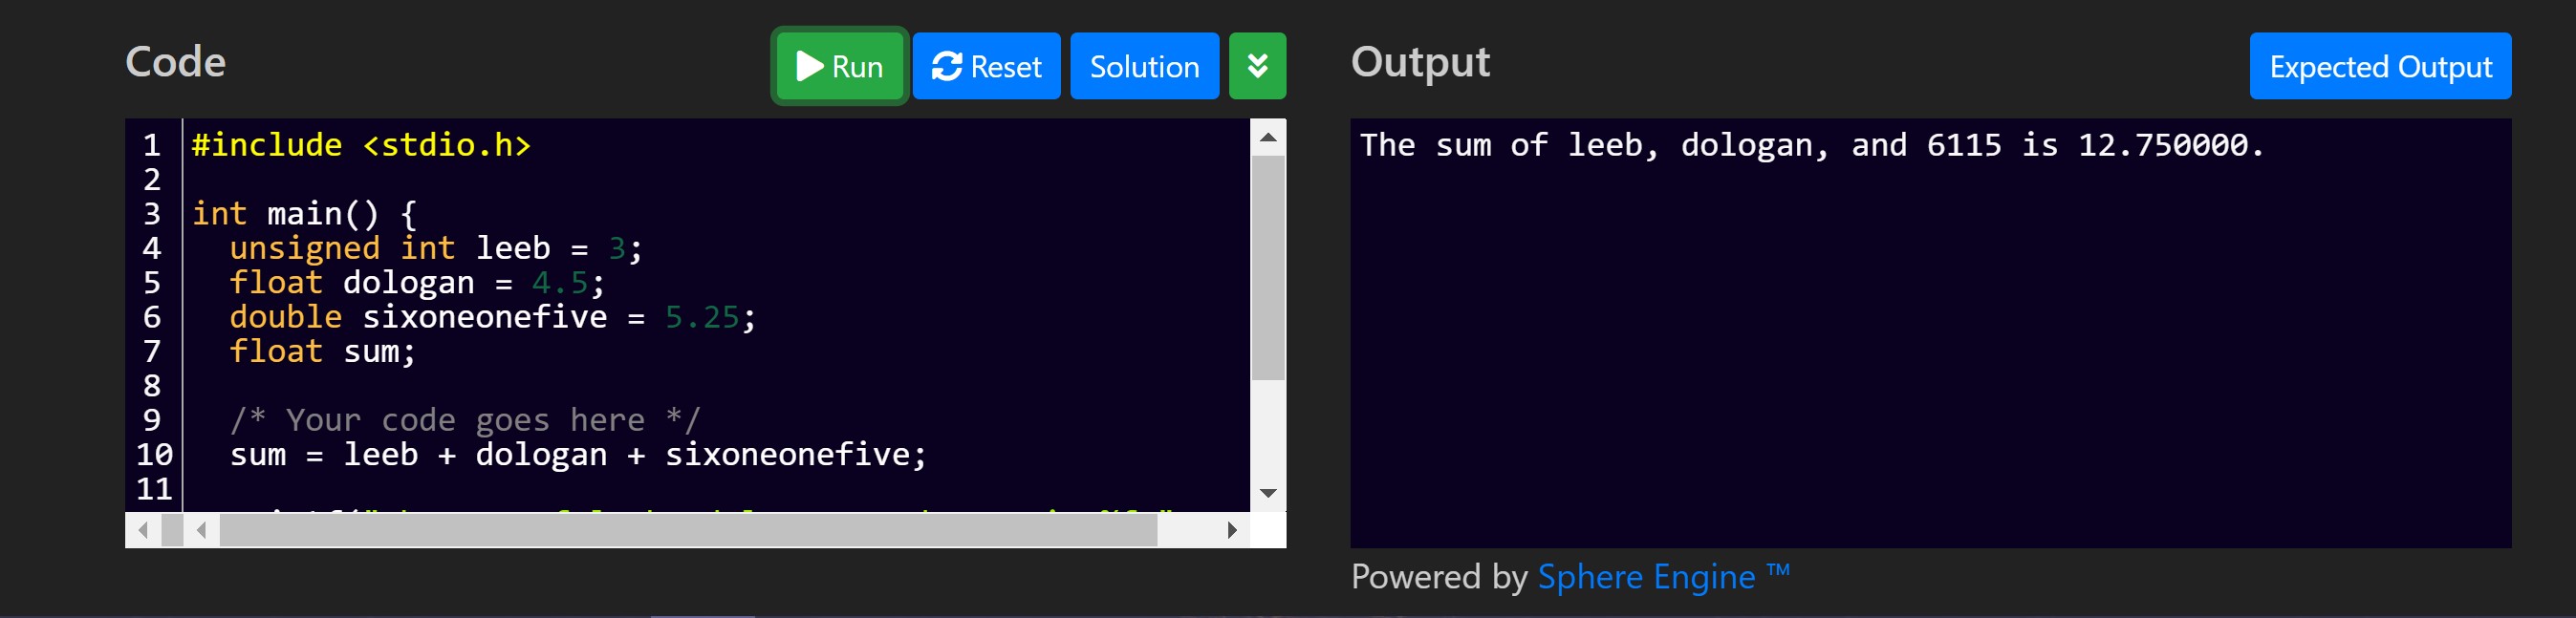 Code
Run
Reset
Solution
1 #include <stdio.h>
2
3 int main() {
4   unsigned int leeb = 3;
5   float dologan = 4.5;
6   double sixoneonefive = 5.25;
7   float sum;
8
9   /* Your code goes here */
10   sum = leeb + dologan + sixoneonefive;
11
Output
Expected Output
The sum of leeb, dologan, and 6115 is 12.750000.
Powered by Sphere Engine ™